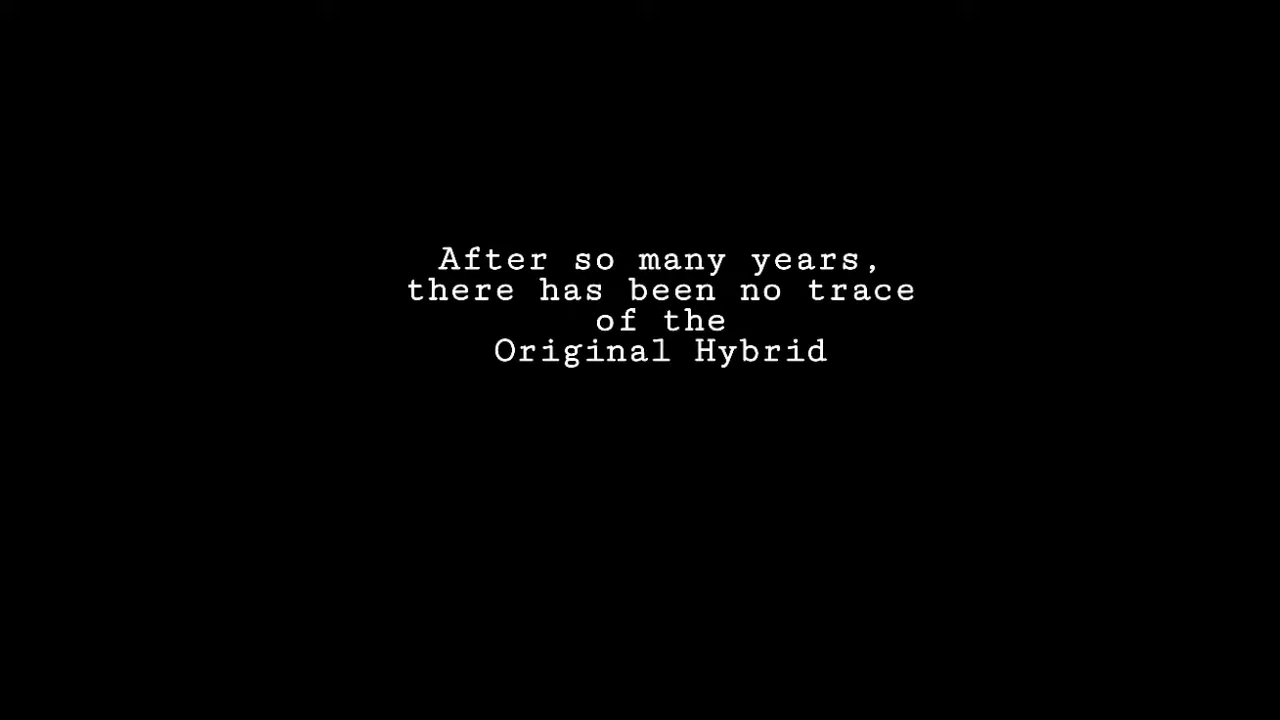 After so many years,
there has been no trace
of the
Original Hybrid